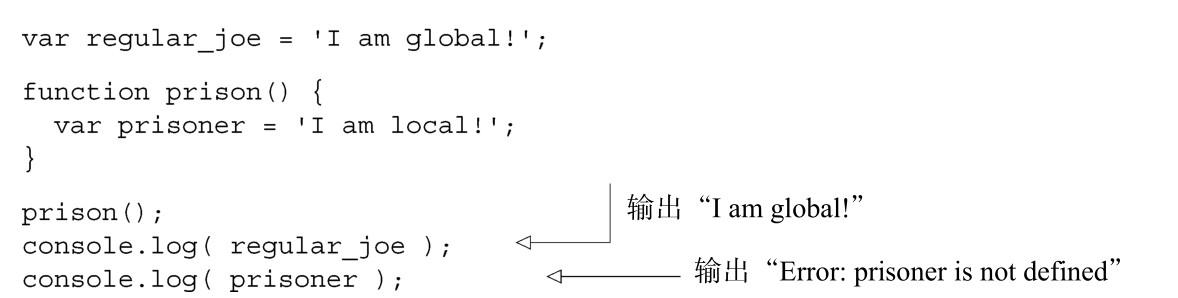 var regular_joe = 'I am global!';
function prison() {
  var prisoner = 'I am local!';
}
prison();
输出“I am global!”
console.log( regular_joe );
console.log( prisoner );
输出“Error: prisoner is not defined”